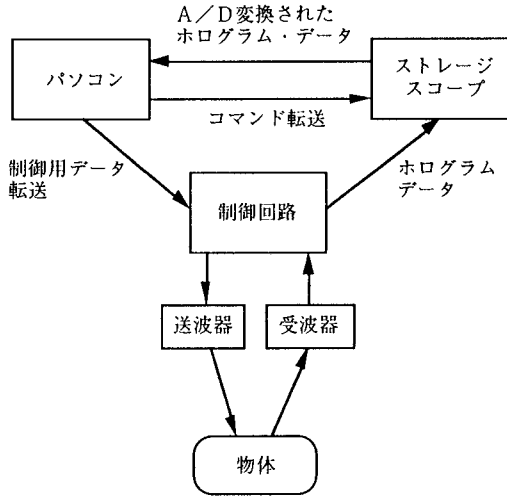 A／D変換された
ホログラム・データ
パソコン
ストレージ
スコープ
コマンド転送
制御用データ
転送
ホログラム
データ
制御回路
送波器
受波器
物体